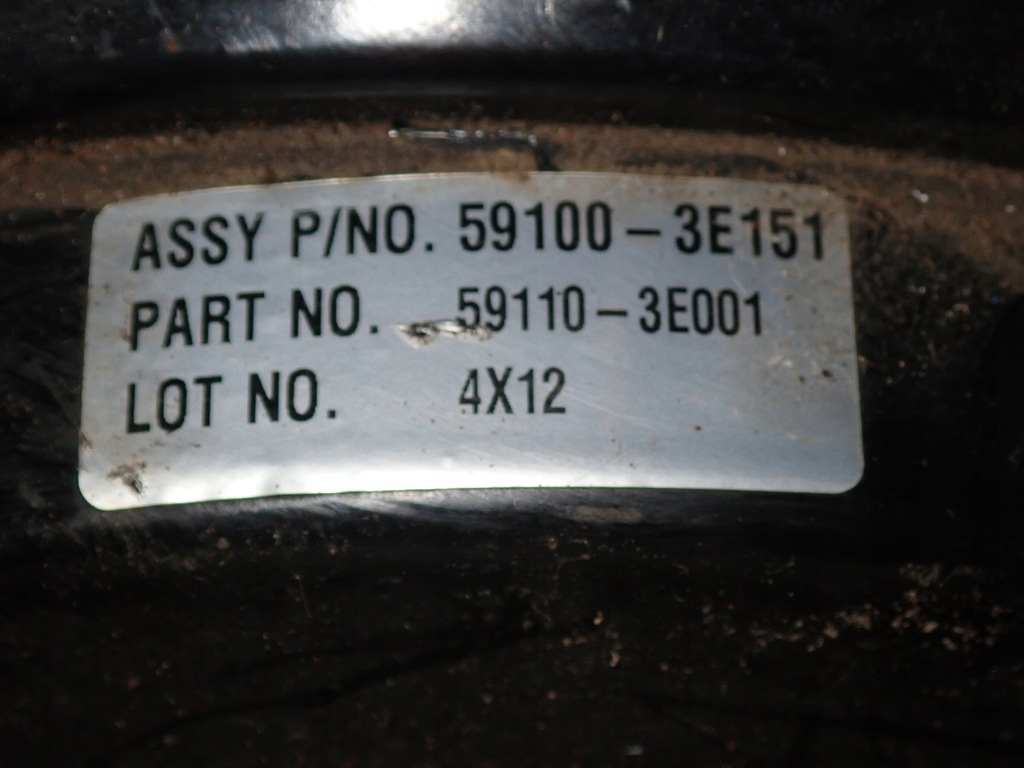 ASSY P/NO. 59100-3E151
PART NO. 59110-3E001
LOT NO. 4X12